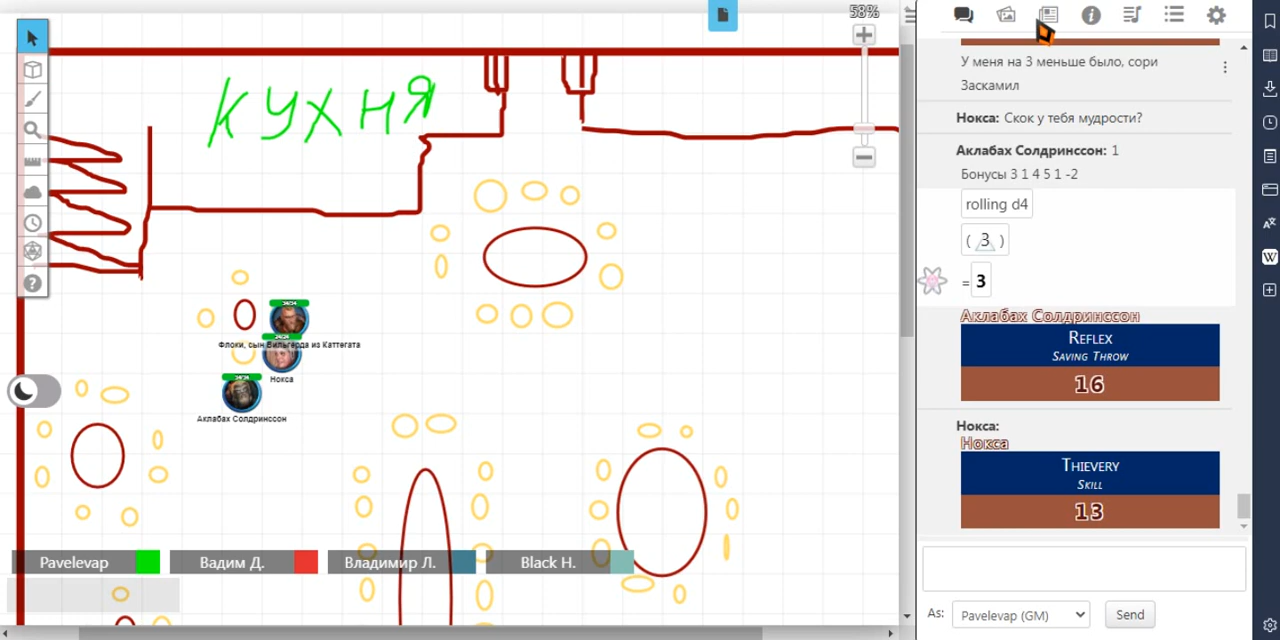 58%
КУХНЯ
34/34
Флоки, сын Вильгерда из Каттегата
Нокса
Аклабах Солдринссон
Pavelevap
Вадим Д.
Владимир Л.
Black H.
У меня на 3 меньше было, сори
Заскамил
Нокса: Скок у тебя мудрости?
Аклабах Солдринссон: 1
Бонусы 3 1 4 5 1 -2
rolling d4
( 3 )
= 3
Аклабах Солдринссон
Reflex
Saving Throw
16
Нокса:
Нокса
Thievery
Skill
13
As: Pavelevap (GM) Send